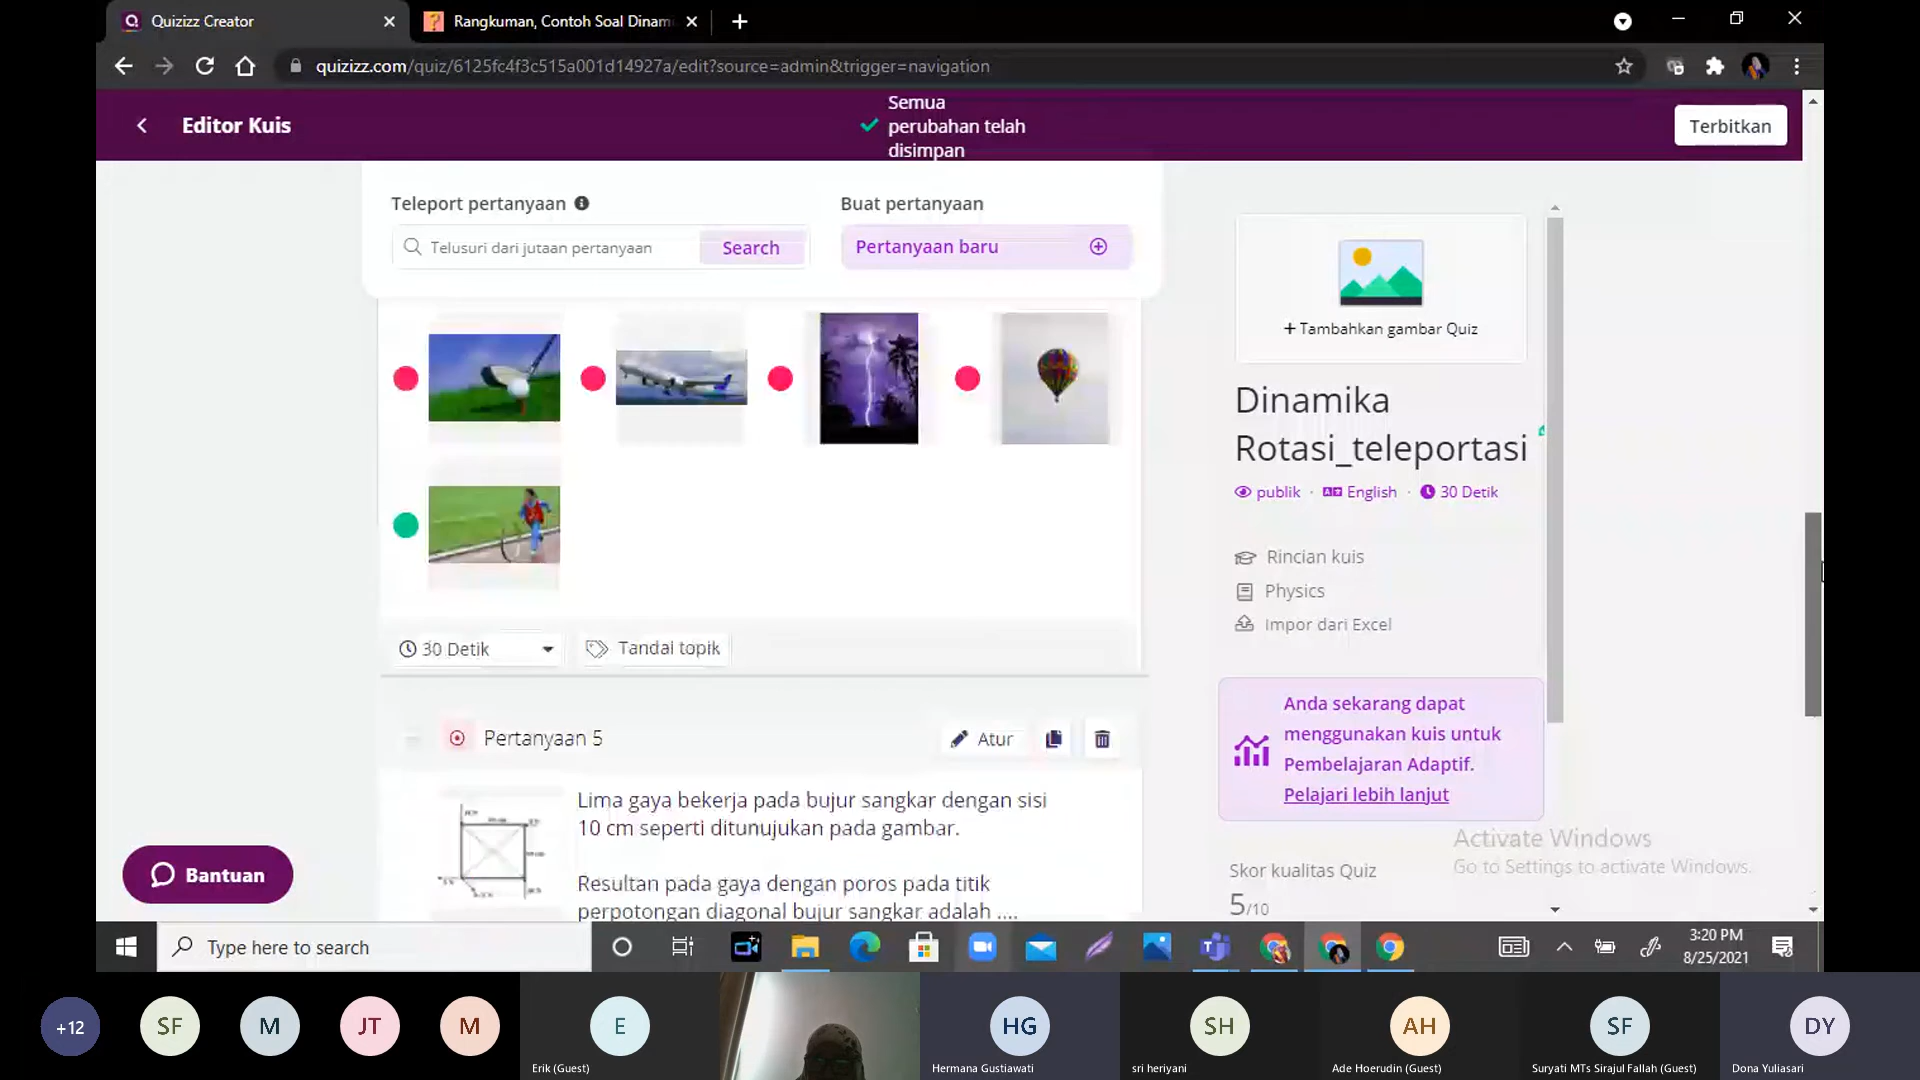 Quizizz Creator
Rangkuman, Contoh Soal Dinam
quizizz.com/quiz/6125fc4f3c515a001d14927a/edit?source=admin&trigger=navigation
Editor Kuis
Semua
perubahan telah
disimpan
Terbitkan
Teleport pertanyaan
Buat pertanyaan
Telusuri dari jutaan pertanyaan
Search
Pertanyaan baru
+ Tambahkan gambar Quiz
Dinamika
Rotasi_teleportasi
publik · English · 30 Detik
Rincian kuis
Physics
Impor dari Excel
30 Detik
Tandai topik
Anda sekarang dapat
menggunakan kuis untuk
Pembelajaran Adaptif.
Pelajari lebih lanjut
Pertanyaan 5
Atur
Lima gaya bekerja pada bujur sangkar dengan sisi
10 cm seperti ditunujukan pada gambar.
Resultan pada gaya dengan poros pada titik
perpotongan diagonal bujur sangkar adalah ....
Bantuan
Activate Windows
Go to Settings to activate Windows.
Skor kualitas Quiz
5/10
Type here to search
3:20 PM
8/25/2021
+12
SF
M
JT
M
E
HG
SH
AH
SF
DY
Erik (Guest)
Hermana Gustiawati
sri heriyani
Ade Hoerudin (Guest)
Suryati MTs Sirajul Fallah (Guest)
Dona Yuliasari